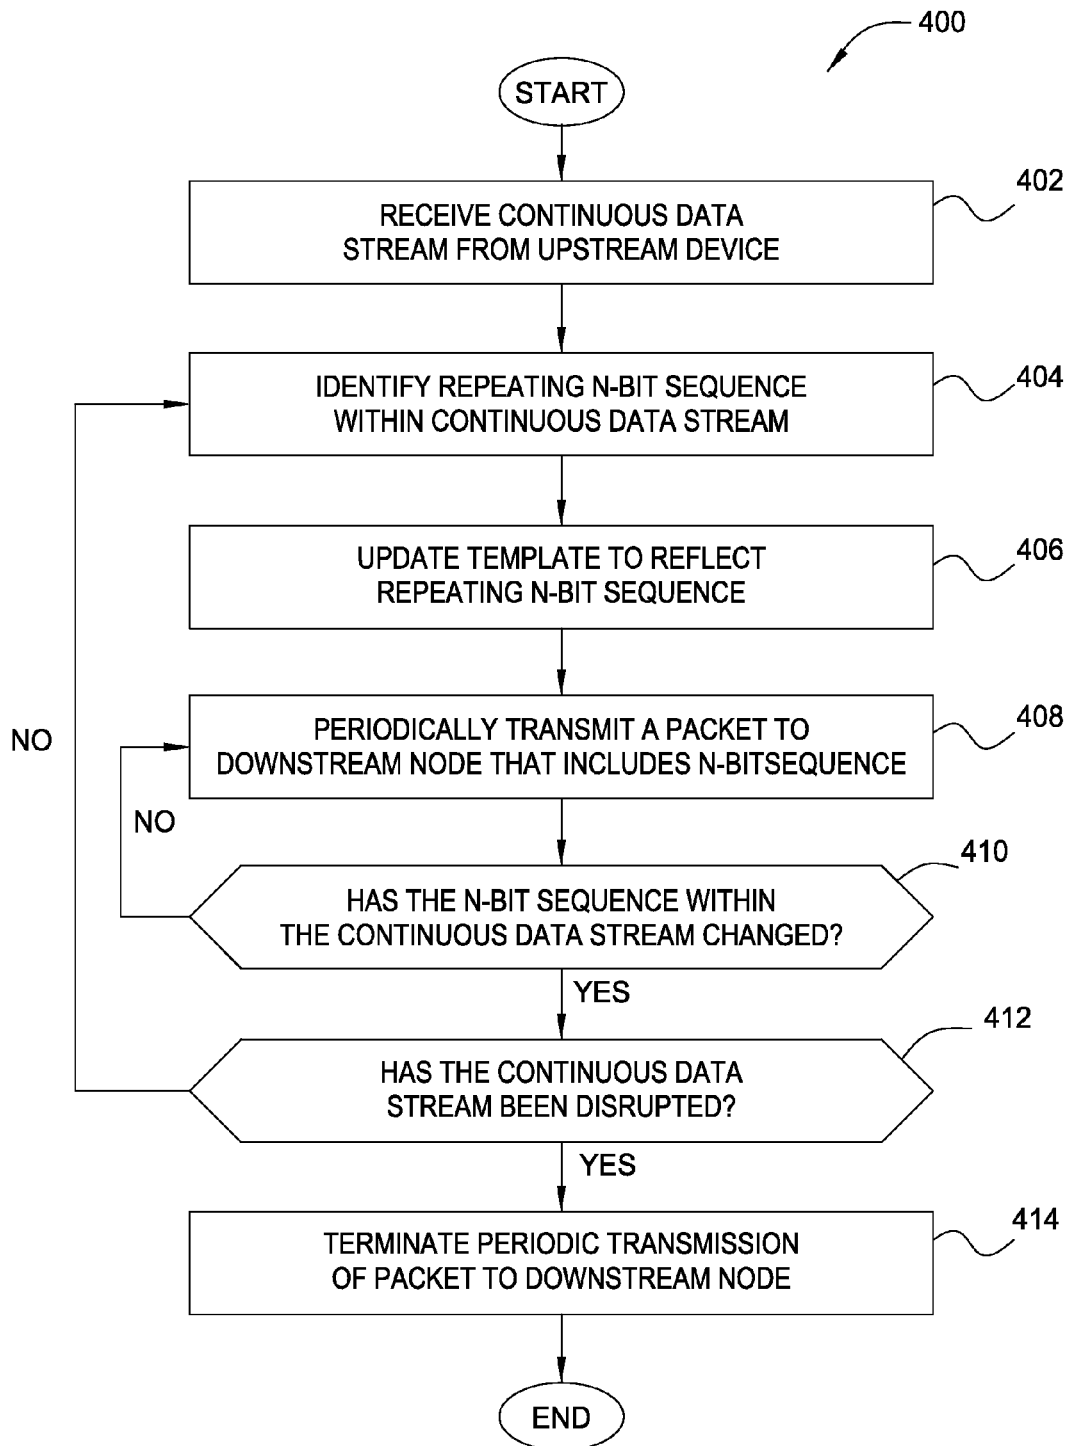 400
START
402
RECEIVE CONTINUOUS DATA
STREAM FROM UPSTREAM DEVICE
404
IDENTIFY REPEATING N-BIT SEQUENCE
WITHIN CONTINUOUS DATA STREAM
406
UPDATE TEMPLATE TO REFLECT
REPEATING N-BIT SEQUENCE
408
PERIODICALLY TRANSMIT A PACKET TO
DOWNSTREAM NODE THAT INCLUDES N-BITSEQUENCE
NO
NO
410
HAS THE N-BIT SEQUENCE WITHIN
THE CONTINUOUS DATA STREAM CHANGED?
YES
412
HAS THE CONTINUOUS DATA
STREAM BEEN DISRUPTED?
YES
414
TERMINATE PERIODIC TRANSMISSION
OF PACKET TO DOWNSTREAM NODE
END